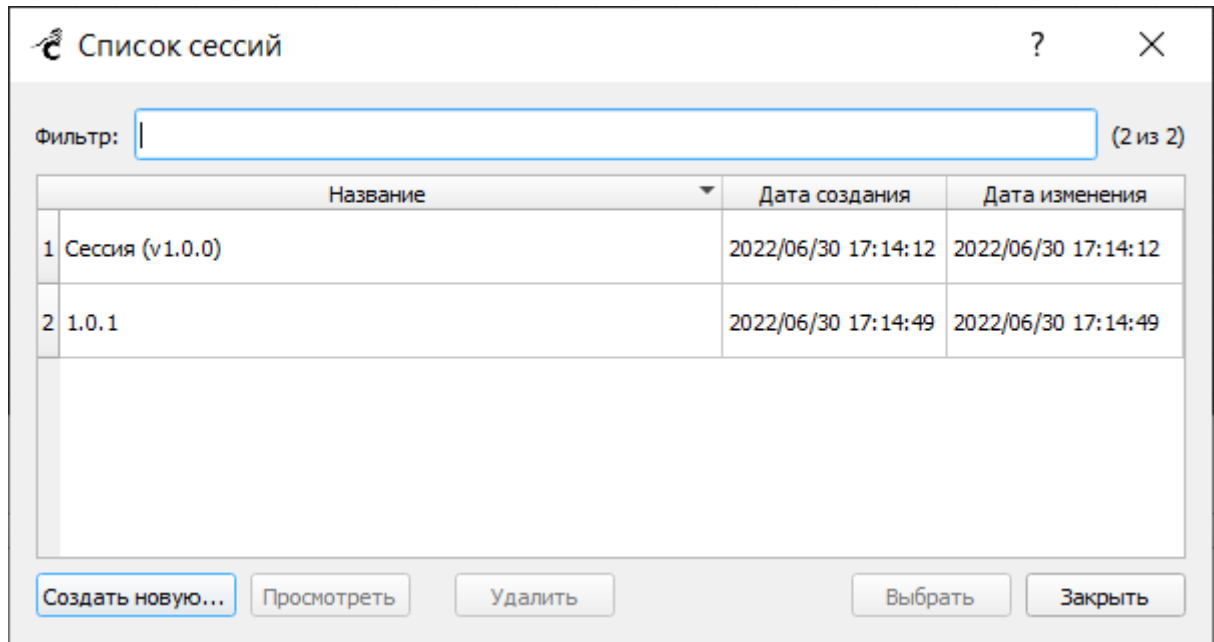 Список сессий ?
Фильтр: (2 из 2)
Название Дата создания Дата изменения
1 Сессия (v1.0.0) 2022/06/30 17:14:12 2022/06/30 17:14:12
2 1.0.1 2022/06/30 17:14:49 2022/06/30 17:14:49
Создать новую... Просмотреть Удалить Выбрать Закрыть